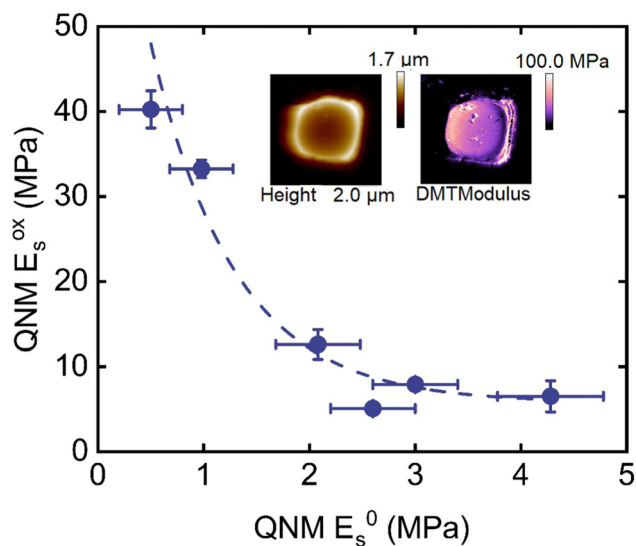 50
40
30
20
10
0
0 1 2 3 4 5
QNM E_s^ox (MPa)
QNM E_s^0 (MPa)
1.7 µm
100.0 MPa
Height 2.0 µm
DMTModulus